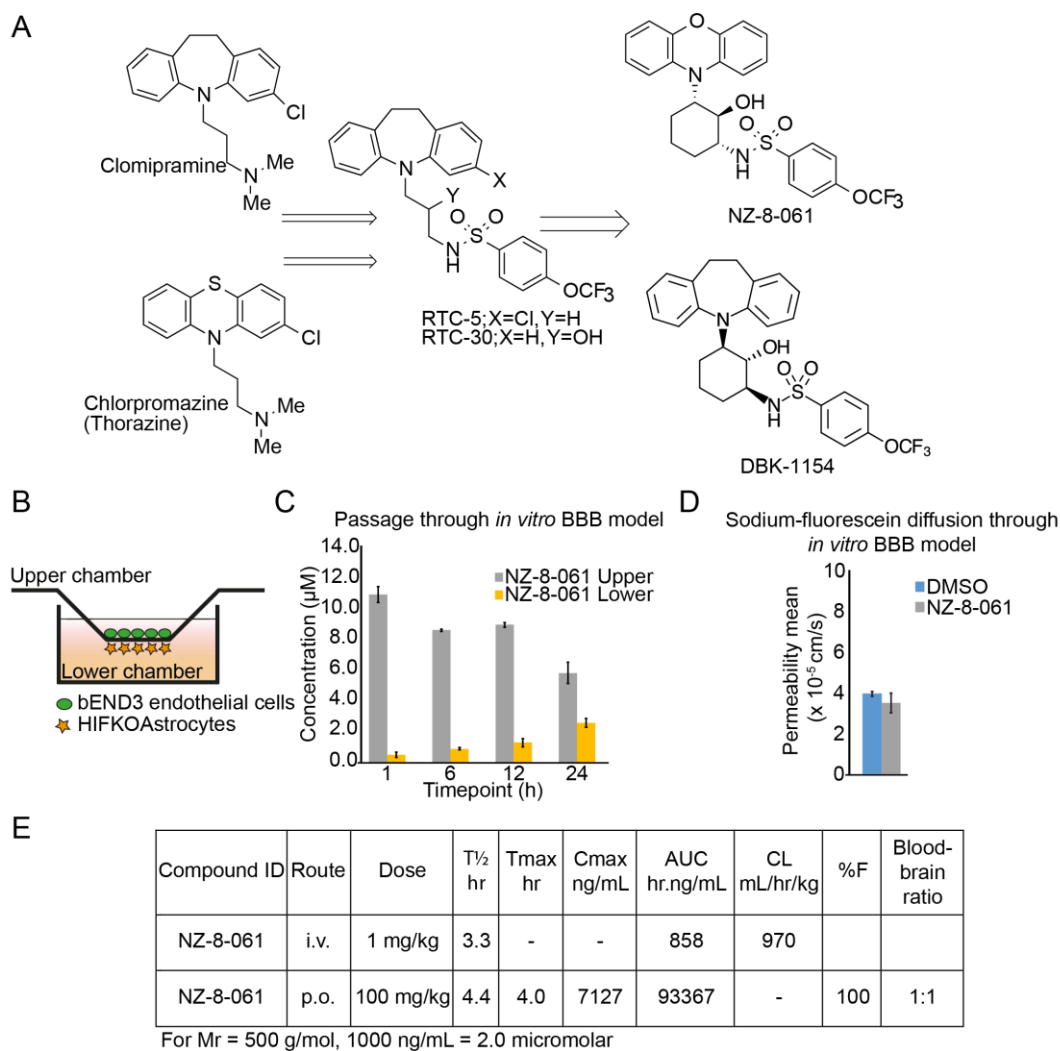 A
Cl
N
Clomipramine
Me
N
Me
S
Cl
N
Chlorpromazine
(Thorazine)
Me
N
Me
N
X
Y
O O
S
N
H
OCF3
RTC-5;X=Cl,Y=H
RTC-30;X=H,Y=OH
O
N
OH
O
O
S
N
H
OCF3
NZ-8-061
N
OH
O
O
S
N
H
OCF3
DBK-1154
B
Upper chamber
Lower chamber
bEND3 endothelial cells
HIFKOAstrocytes
C
Passage through in vitro BBB model
Concentration (µM)
14.0
12.0
10.0
8.0
6.0
4.0
2.0
0.0
NZ-8-061 Upper
NZ-8-061 Lower
1 6 12 24
Timepoint (h)
D
Sodium-fluorescein diffusion through
in vitro BBB model
Permeability mean
(x 10-5 cm/s)
10
8
6
4
2
0
DMSO
NZ-8-061
E
Compound ID Route Dose T½ hr Tmax hr Cmax ng/mL AUC hr.ng/mL CL mL/hr/kg %F Blood-brain ratio
NZ-8-061 i.v. 1 mg/kg 3.3 - - 858 970
NZ-8-061 p.o. 100 mg/kg 4.4 4.0 7127 93367 - 100 1:1
For Mr = 500 g/mol, 1000 ng/mL = 2.0 micromolar